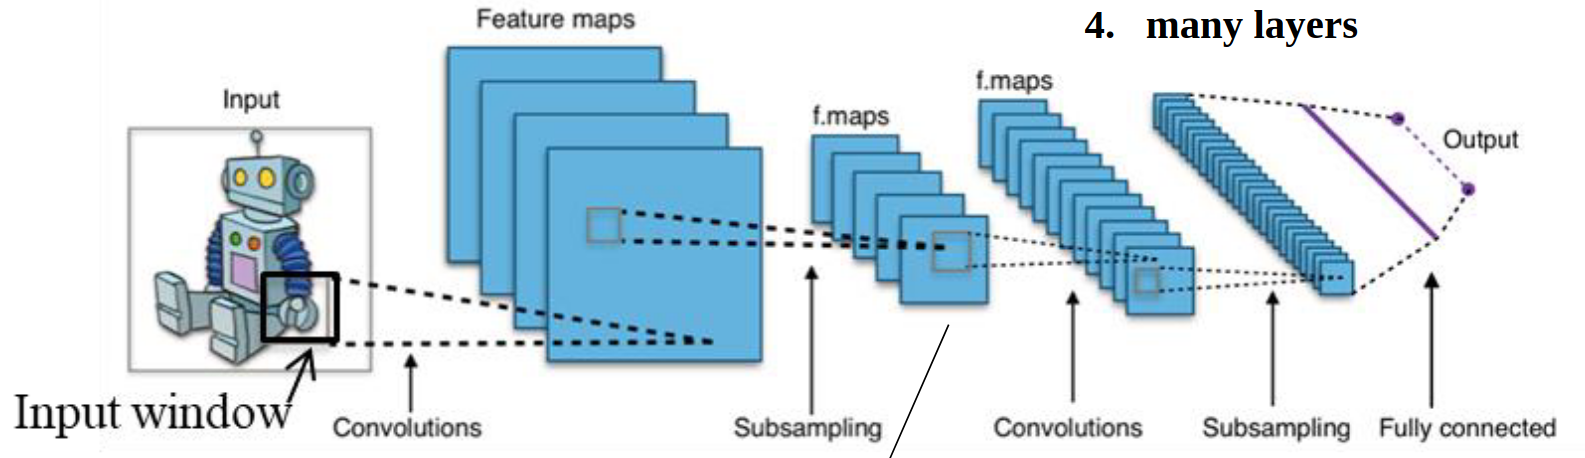 4. many layers
Feature maps
Input
f.maps
f.maps
Output
Input window
Convolutions
Subsampling
Convolutions
Subsampling
Fully connected